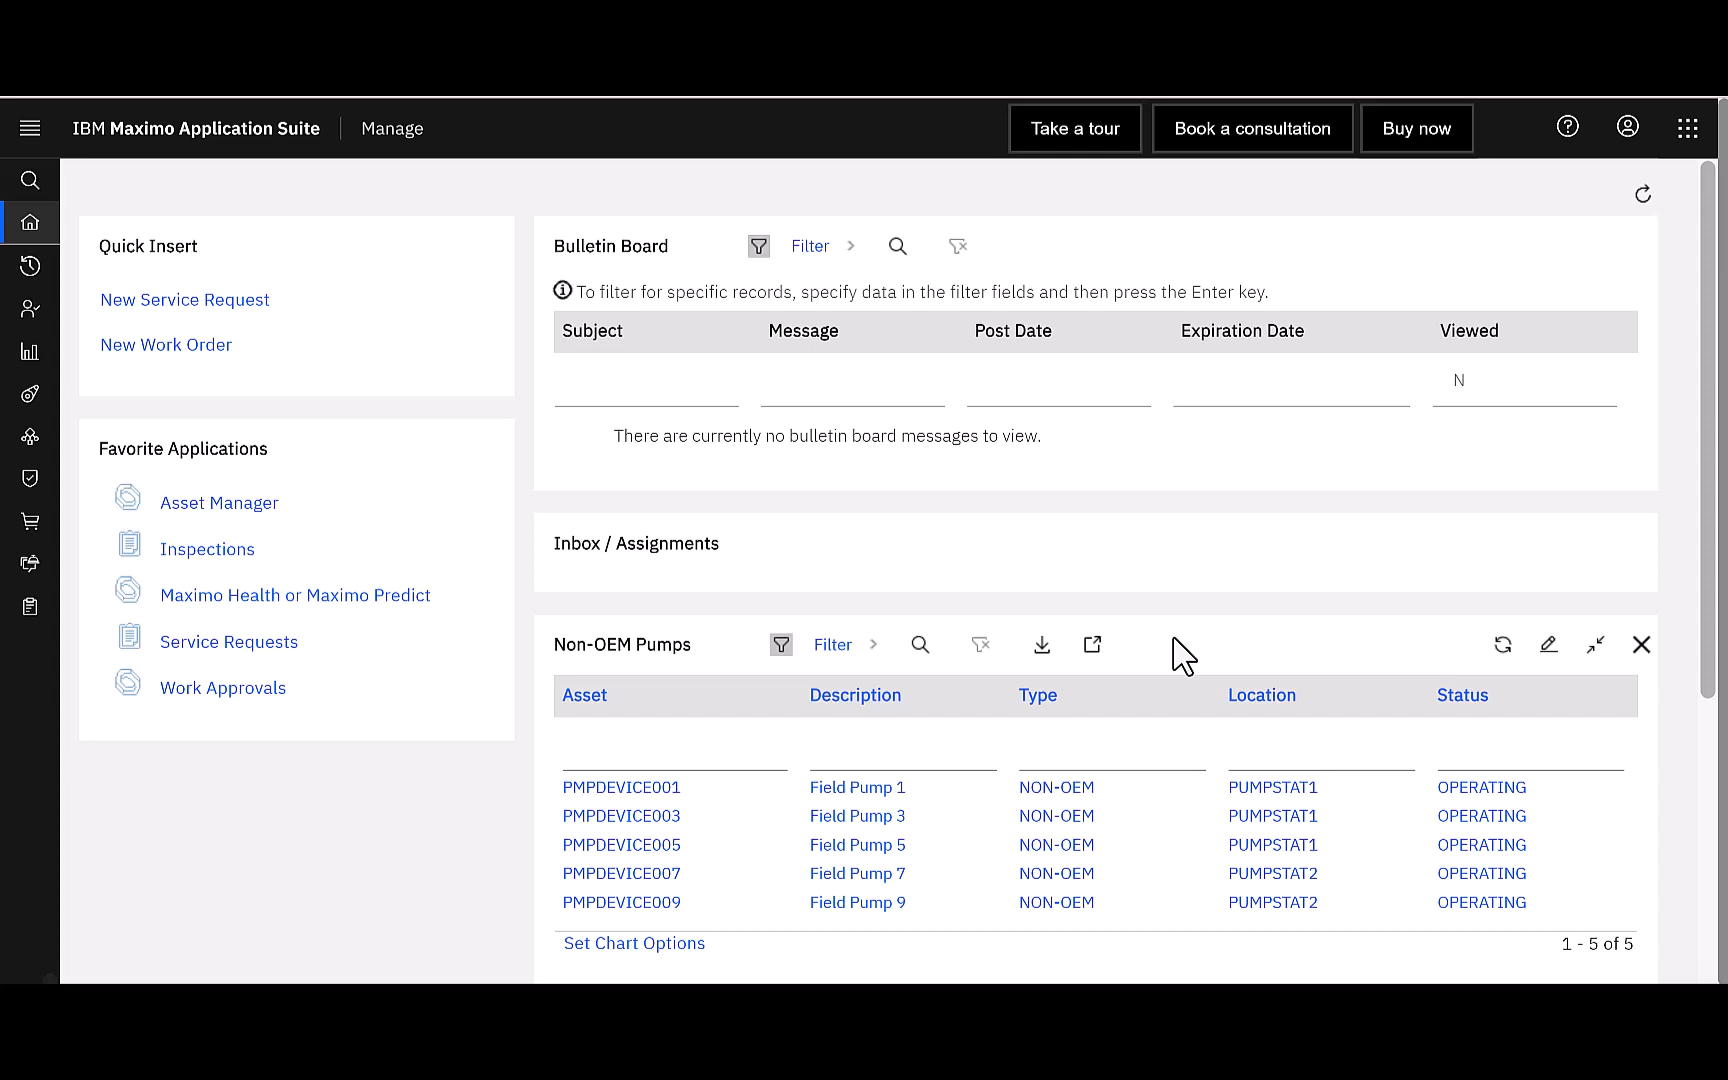 IBM Maximo Application Suite Manage Take a tour Book a consultation Buy now
Quick Insert
New Service Request
New Work Order
Favorite Applications
Asset Manager
Inspections
Maximo Health or Maximo Predict
Service Requests
Work Approvals
Bulletin Board Filter
To filter for specific records, specify data in the filter fields and then press the Enter key.
Subject Message Post Date Expiration Date Viewed
N
There are currently no bulletin board messages to view.
Inbox / Assignments
Non-OEM Pumps Filter
Asset Description Type Location Status
PMPDEVICE001 Field Pump 1 NON-OEM PUMPSTAT1 OPERATING
PMPDEVICE003 Field Pump 3 NON-OEM PUMPSTAT1 OPERATING
PMPDEVICE005 Field Pump 5 NON-OEM PUMPSTAT1 OPERATING
PMPDEVICE007 Field Pump 7 NON-OEM PUMPSTAT2 OPERATING
PMPDEVICE009 Field Pump 9 NON-OEM PUMPSTAT2 OPERATING
Set Chart Options 1 - 5 of 5